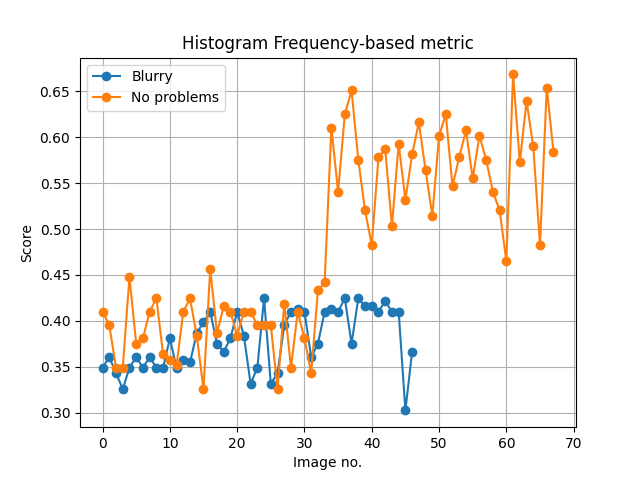 Histogram Frequency-based metric
Blurry
No problems
Score
0.65
0.60
0.55
0.50
0.45
0.40
0.35
0.30
0 10 20 30 40 50 60 70
Image no.